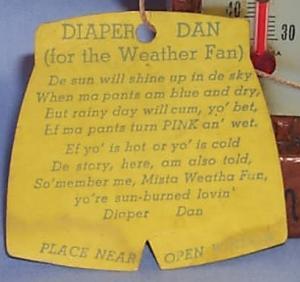 DIAPER DAN
(for the Weather Fan)
De sun will shine up in de sky
When ma pants am blue and dry,
But rainy day will cum, yo' bet,
Ef ma pants turn PINK an' wet.
Ef yo' is hot or yo' is cold
De story, here, am also told,
So'member me, Mista Weatha Fun,
yo're sun-burned lovin'
Diaper Dan
PLACE NEAR OPEN
40
30